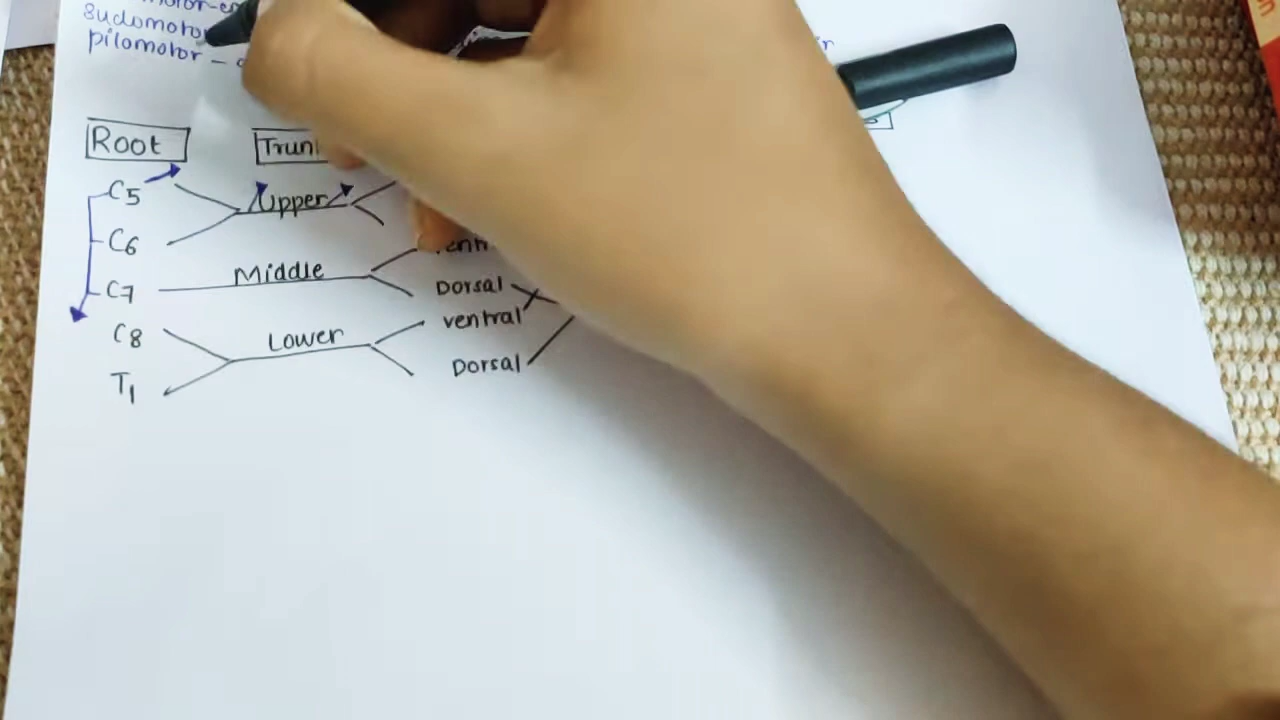 sudomotor
pilomotor -
Root
C5 Upper
C6
C7 Middle Dorsal
ventral
C8 Lower
Dorsal
T1